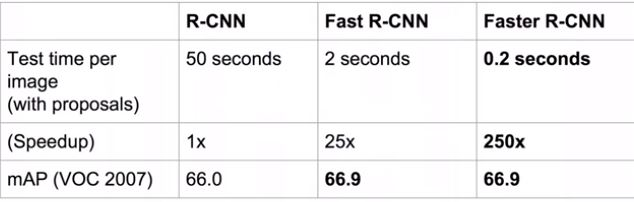 R-CNN Fast R-CNN Faster R-CNN
Test time per image (with proposals) 50 seconds 2 seconds 0.2 seconds
(Speedup) 1x 25x 250x
mAP (VOC 2007) 66.0 66.9 66.9